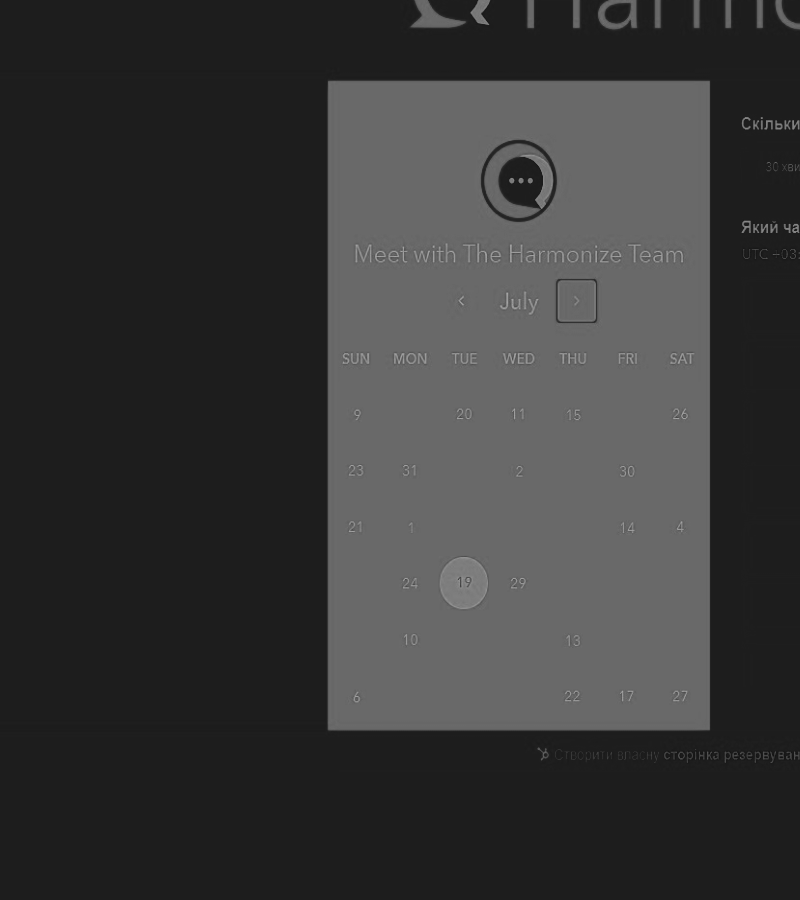 Harmo
Скільки
30 хви
Meet with The Harmonize Team
Який ча
UTC +03:
July
SUN MON TUE WED THU FRI SAT
9 20 11 15 26
23 31 2 30
21 1 14 4
24 19 29
10 13
6 22 17 27
Створити власну сторінка резервуван